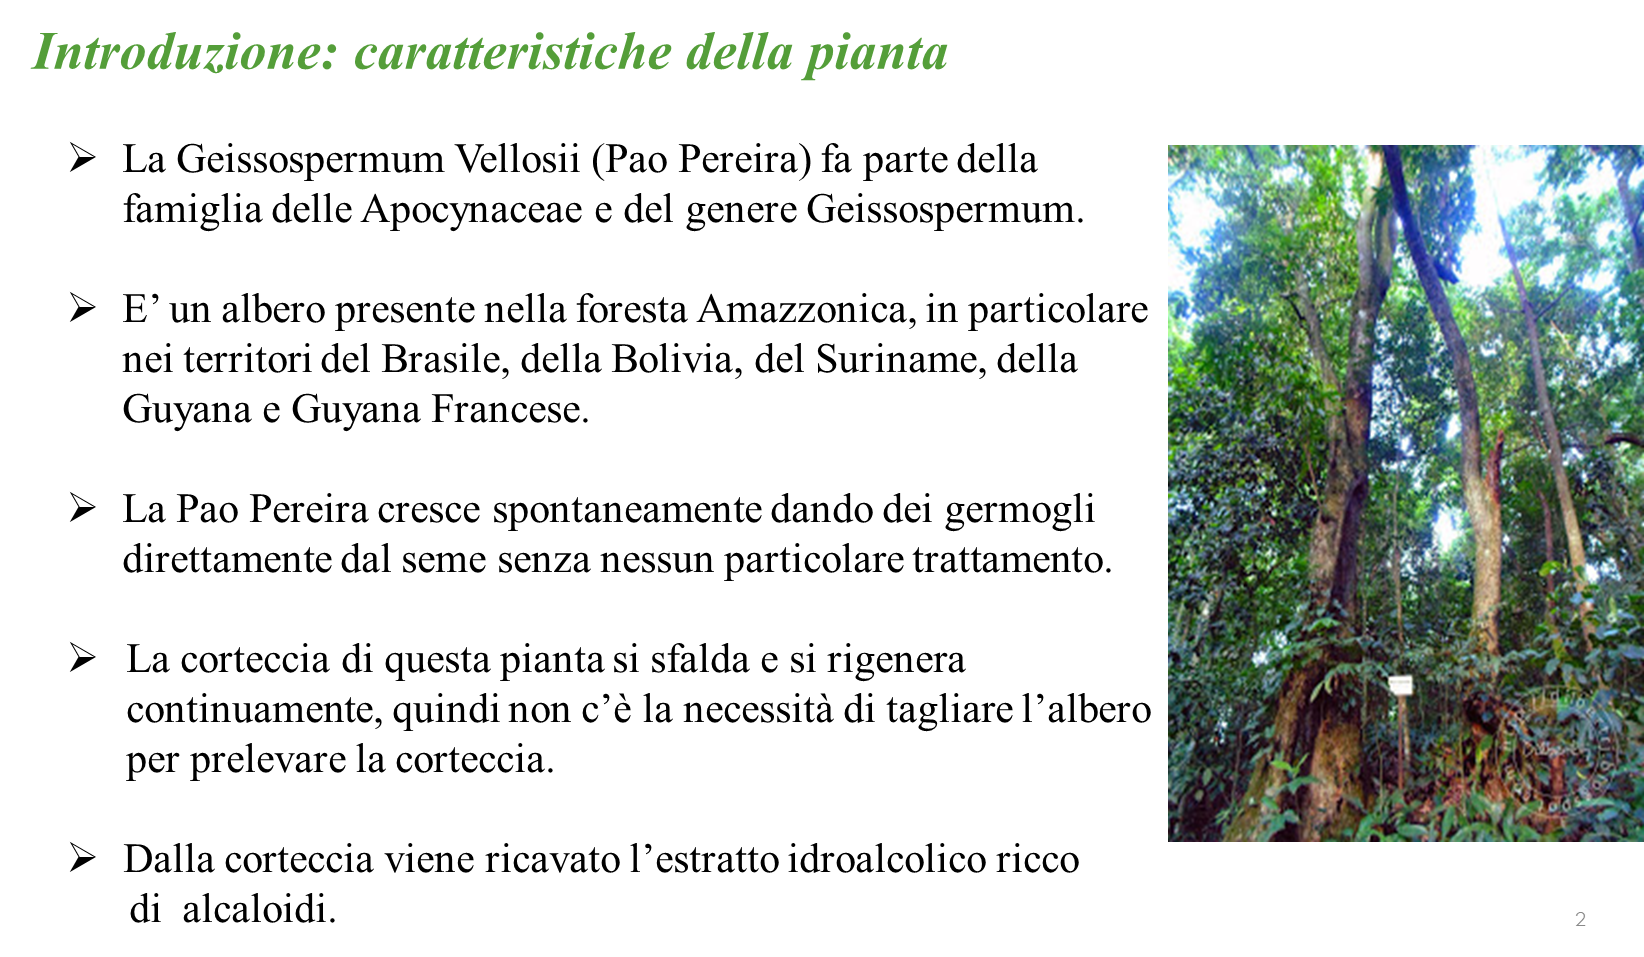 Introduzione: caratteristiche della pianta
➢ La Geissospermum Vellosii (Pao Pereira) fa parte della
famiglia delle Apocynaceae e del genere Geissospermum.
➢ E’ un albero presente nella foresta Amazzonica, in particolare
nei territori del Brasile, della Bolivia, del Suriname, della
Guyana e Guyana Francese.
➢ La Pao Pereira cresce spontaneamente dando dei germogli
direttamente dal seme senza nessun particolare trattamento.
➢ La corteccia di questa pianta si sfalda e si rigenera
continuamente, quindi non c’è la necessità di tagliare l’albero
per prelevare la corteccia.
➢ Dalla corteccia viene ricavato l’estratto idroalcolico ricco
di alcaloidi.
2